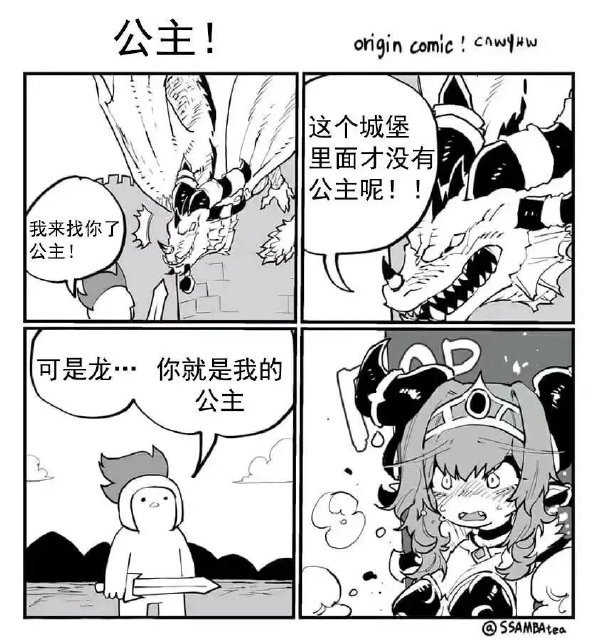 公主！
origin comic ! cnwyhw
我来找你了
公主！
这个城堡
里面才没有
公主呢！！
可是龙…
你就是我的
公主
POP
@SSAMBAtea